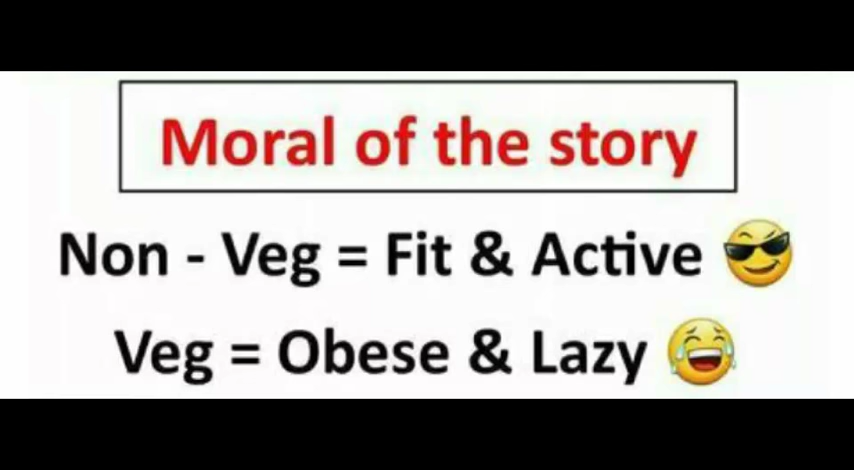 Moral of the story
Non - Veg = Fit & Active 😎
Veg = Obese & Lazy 😂